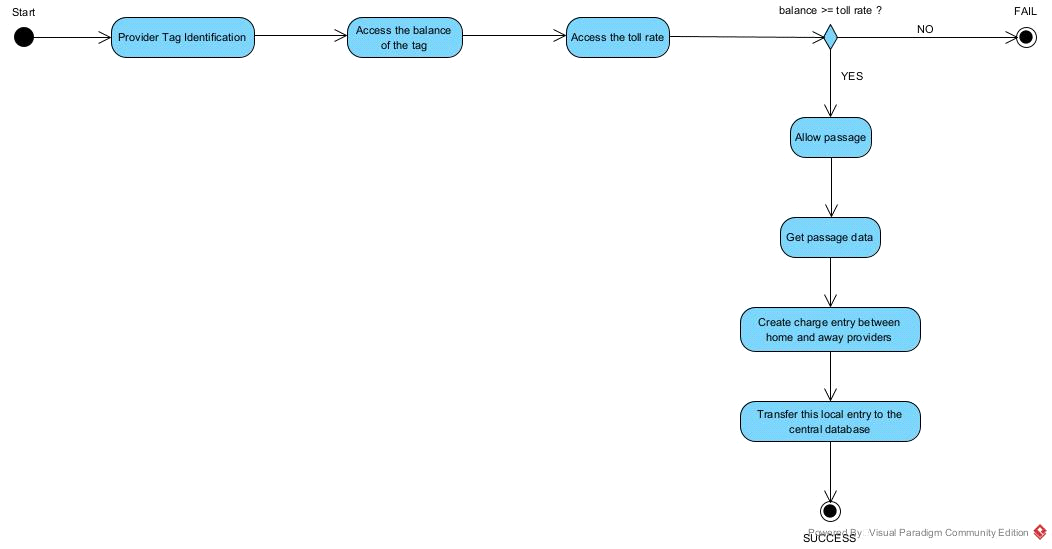 Start
Provider Tag Identification
Access the balance
of the tag
Access the toll rate
balance >= toll rate ?
NO
FAIL
YES
Allow passage
Get passage data
Create charge entry between
home and away providers
Transfer this local entry to the
central database
Powered By Visual Paradigm Community Edition
SUCCESS